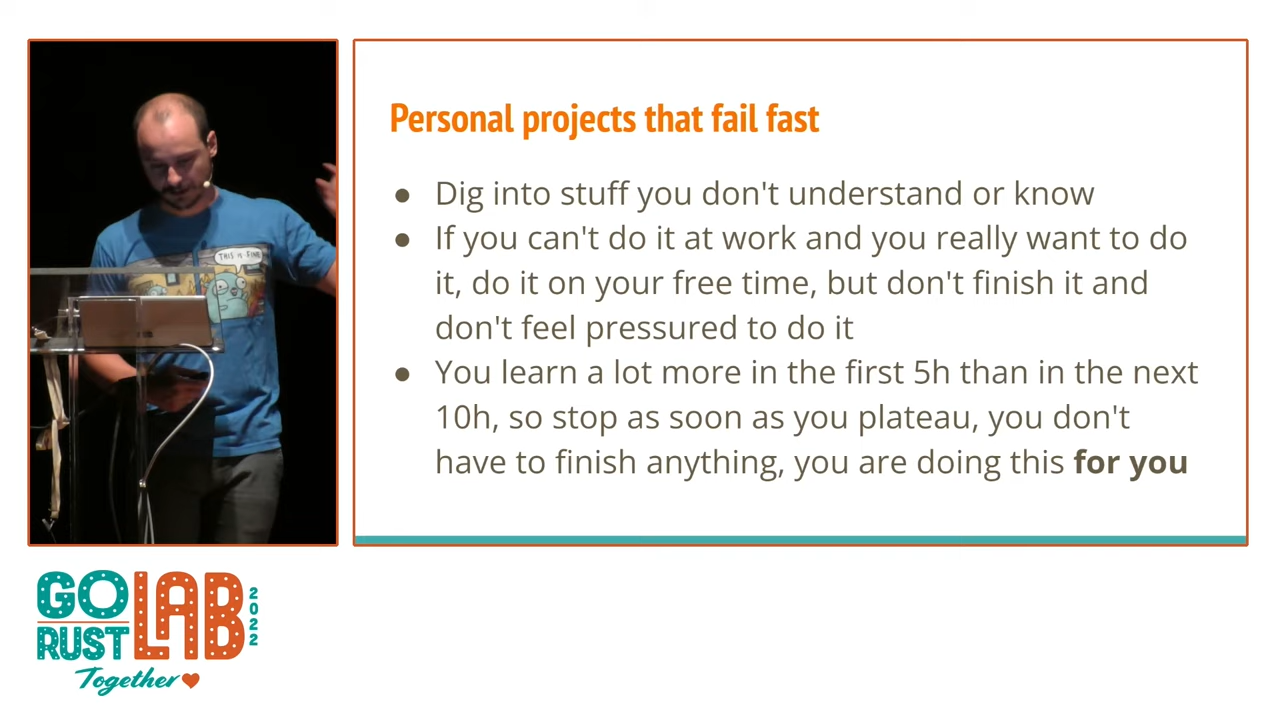 Personal projects that fail fast
● Dig into stuff you don't understand or know
● If you can't do it at work and you really want to do
it, do it on your free time, but don't finish it and
don't feel pressured to do it
● You learn a lot more in the first 5h than in the next
10h, so stop as soon as you plateau, you don't
have to finish anything, you are doing this for you
THIS IS FINE
GO LAB 2022
RUST
Together